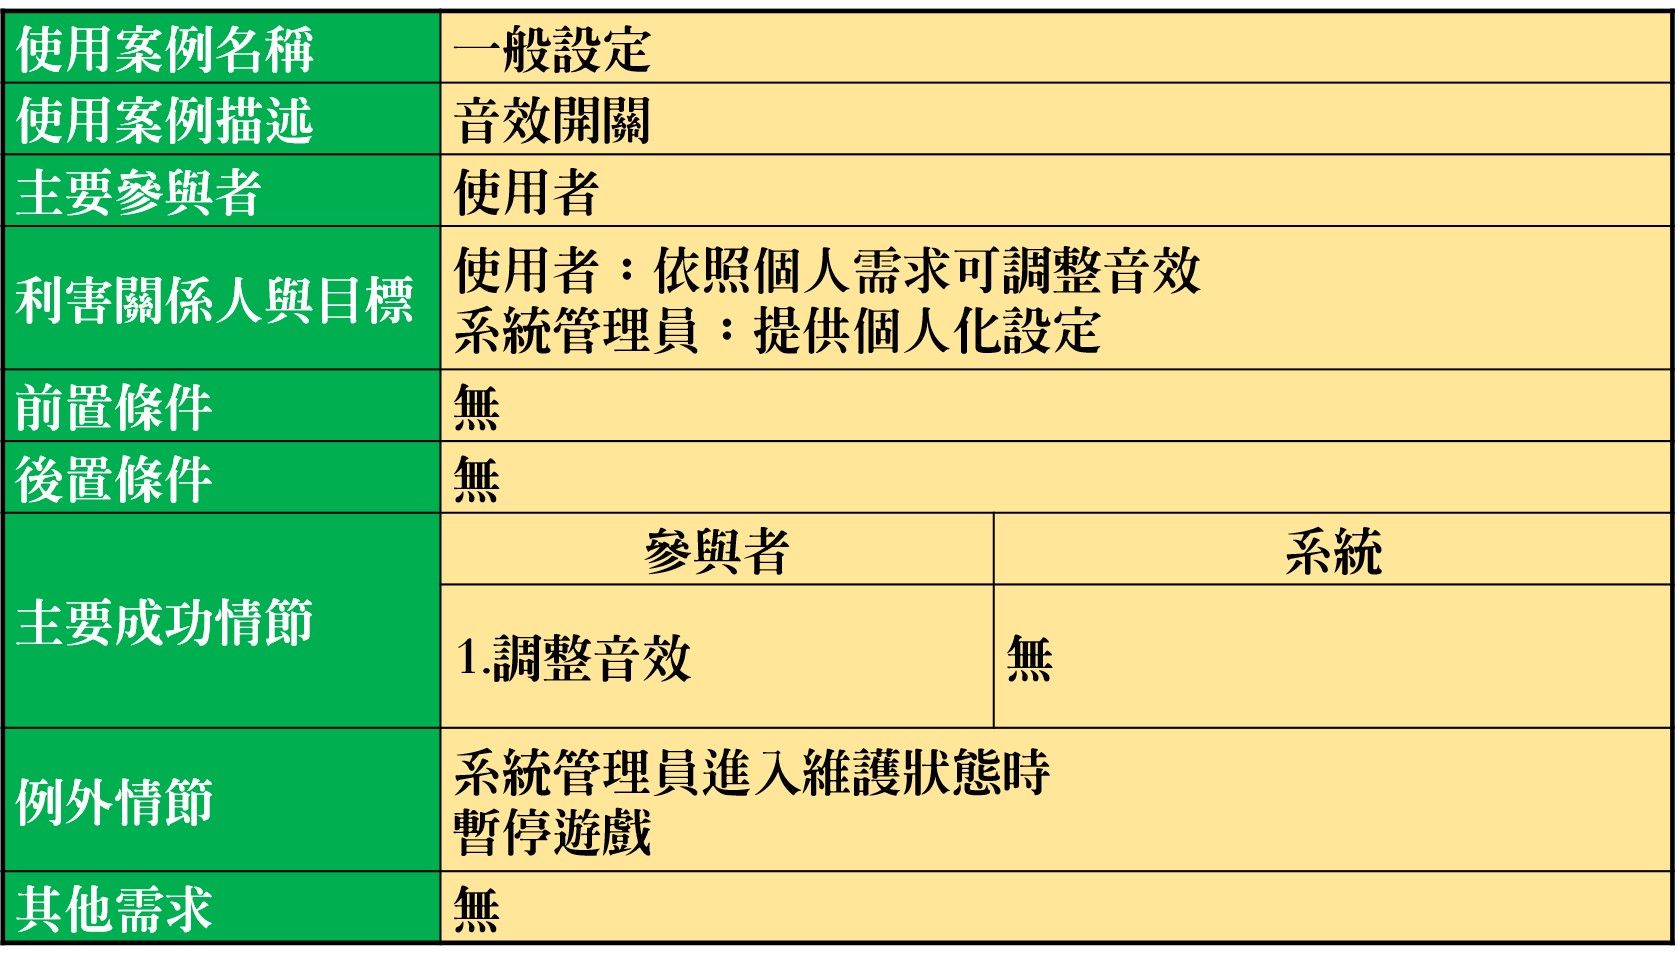 使用案例名稱 一般設定
使用案例描述 音效開關
主要參與者 使用者
利害關係人與目標
使用者：依照個人需求可調整音效
系統管理員：提供個人化設定
前置條件 無
後置條件 無
主要成功情節
參與者 系統
1.調整音效 無
例外情節
系統管理員進入維護狀態時
暫停遊戲
其他需求 無